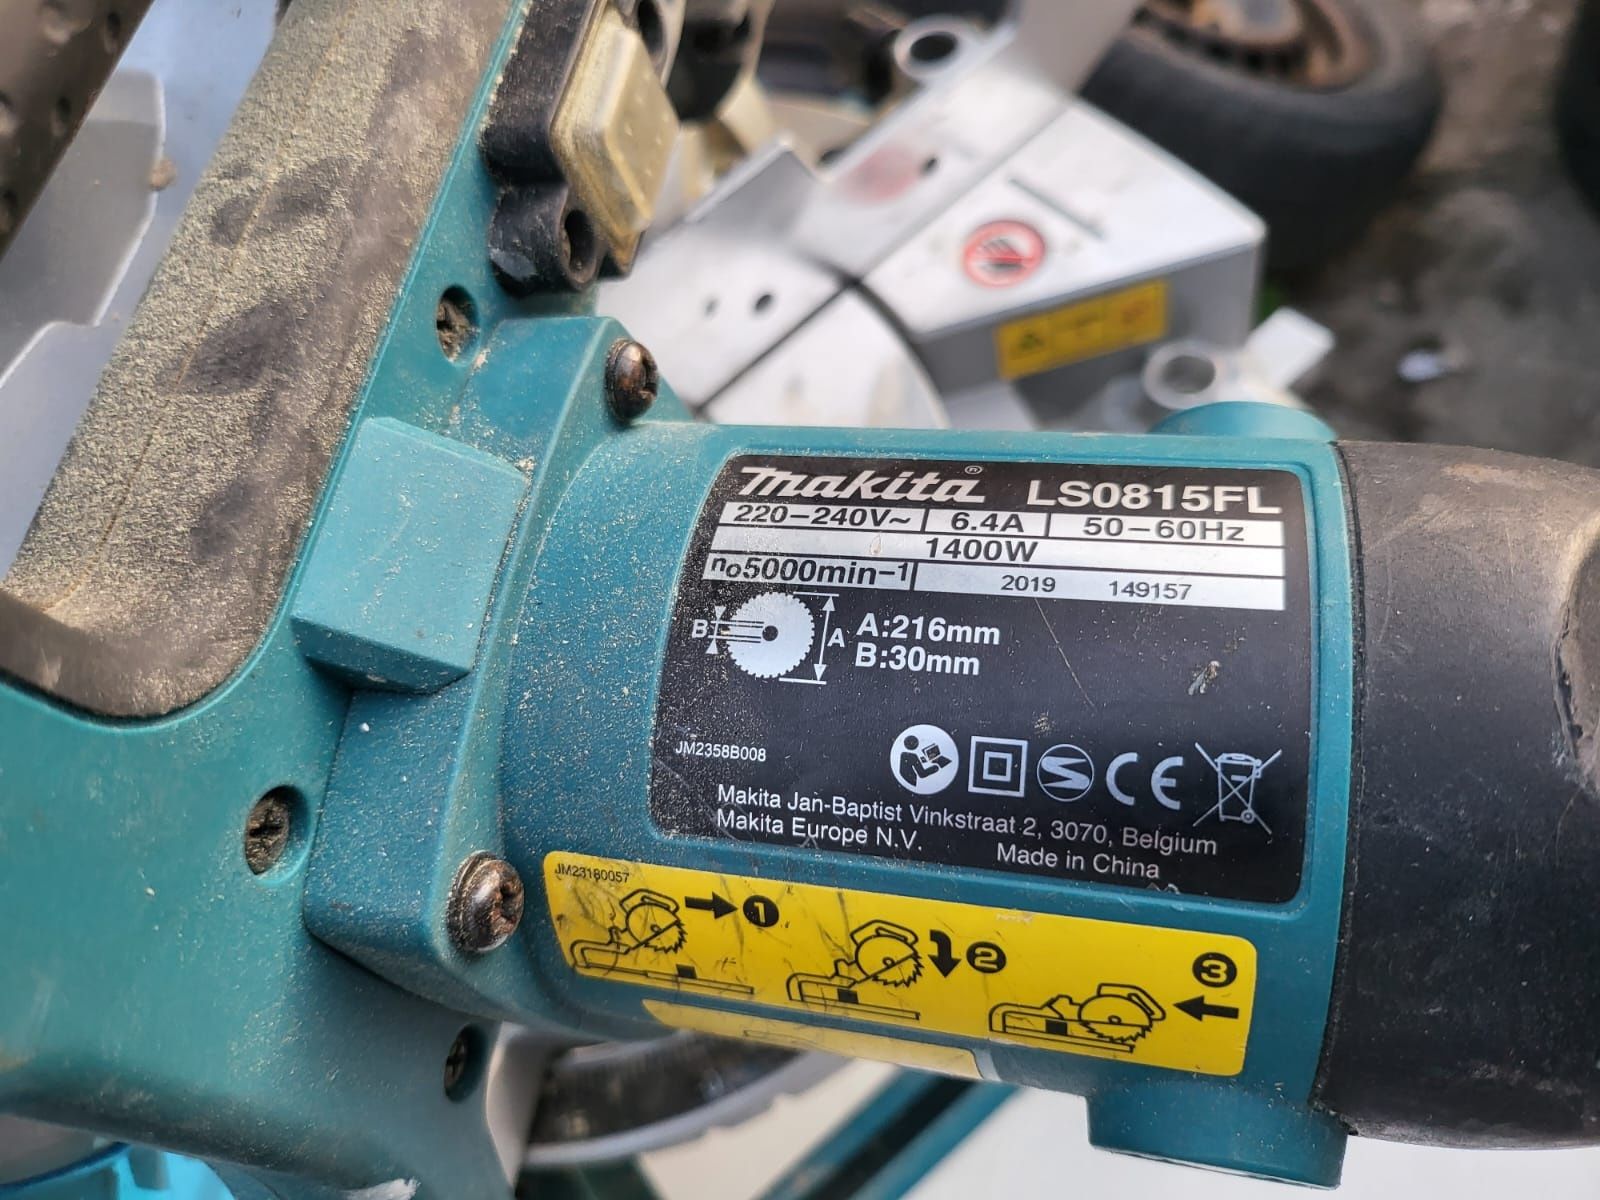 makita LS0815FL
220-240V~ 6.4A 50-60Hz
1400W
no5000min-1 2019 149157
B A A:216mm
B:30mm
JM2358B008
Makita Jan-Baptist Vinkstraat 2, 3070, Belgium
Makita Europe N.V.
Made in China
JM23180057
1 2 3